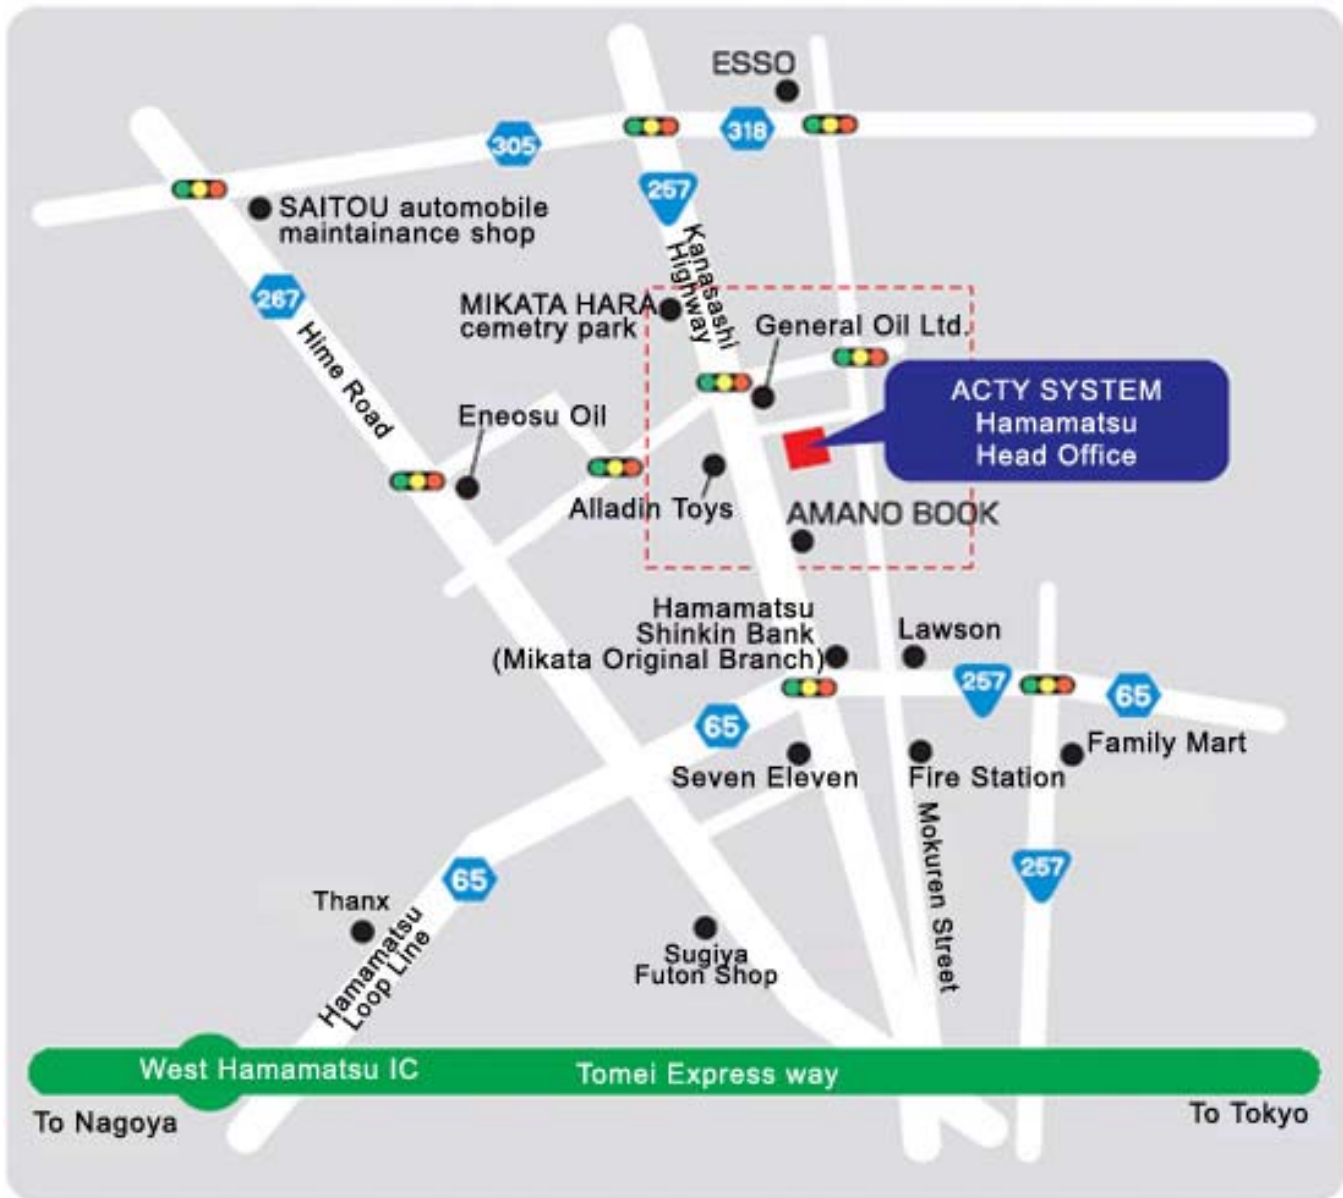 ESSO
305
318
257
SAITOU automobile
maintainance shop
Kanasashi
Highway
267
MIKATA HARA
cemetry park
General Oil Ltd.
Hime Road
ACTY SYSTEM
Hamamatsu
Head Office
Eneosu Oil
Alladin Toys
AMANO BOOK
Hamamatsu
Shinkin Bank
(Mikata Original Branch)
Lawson
257
65
65
Family Mart
Seven Eleven
Fire Station
Mokuren Street
257
65
Thanx
Hamamatsu
Loop Line
Sugiya
Futon Shop
West Hamamatsu IC
Tomei Express way
To Nagoya
To Tokyo